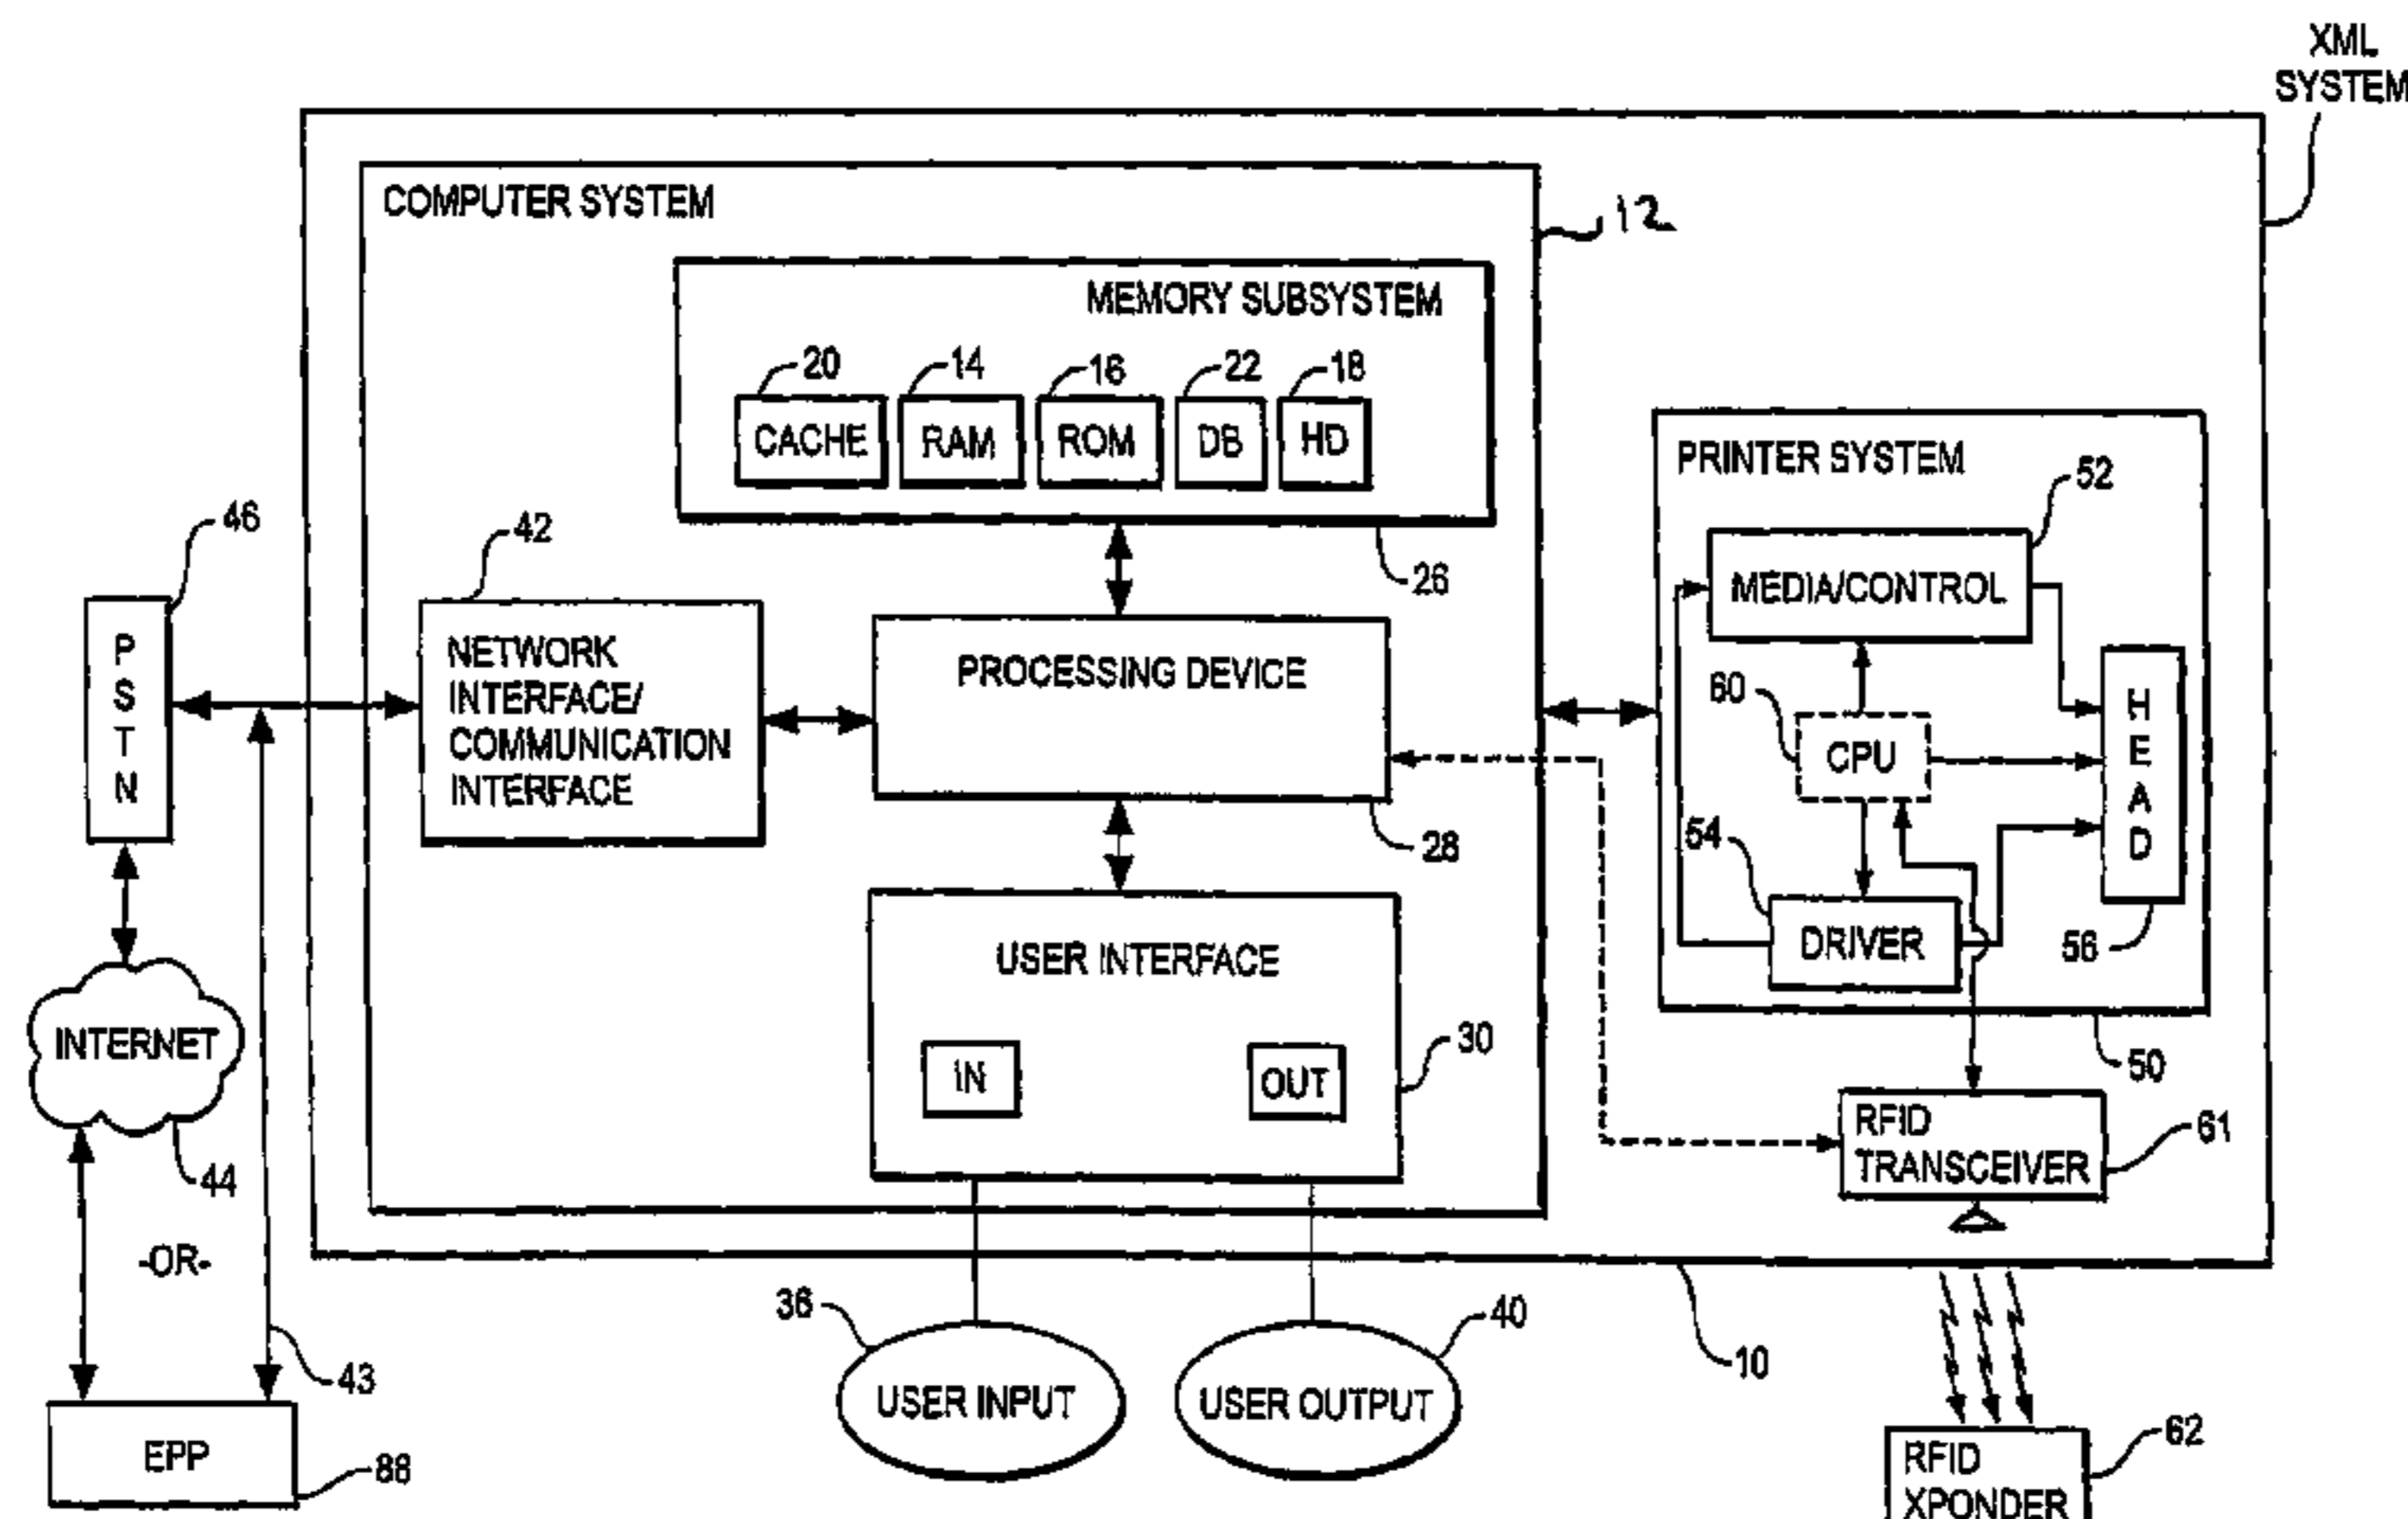 XML
SYSTEM
COMPUTER SYSTEM
12
MEMORY SUBSYSTEM
20
14
16
22
18
CACHE
RAM
ROM
DB
HD
26
PRINTER SYSTEM
52
MEDIA/CONTROL
60
CPU
H
E
A
D
54
DRIVER
56
50
46
P
S
T
N
42
NETWORK
INTERFACE/
COMMUNICATION
INTERFACE
PROCESSING DEVICE
28
USER INTERFACE
IN
OUT
30
INTERNET
44
-OR-
43
EPP
88
RFID
TRANSCEIVER
61
36
USER INPUT
40
USER OUTPUT
10
62
RFID
XPONDER